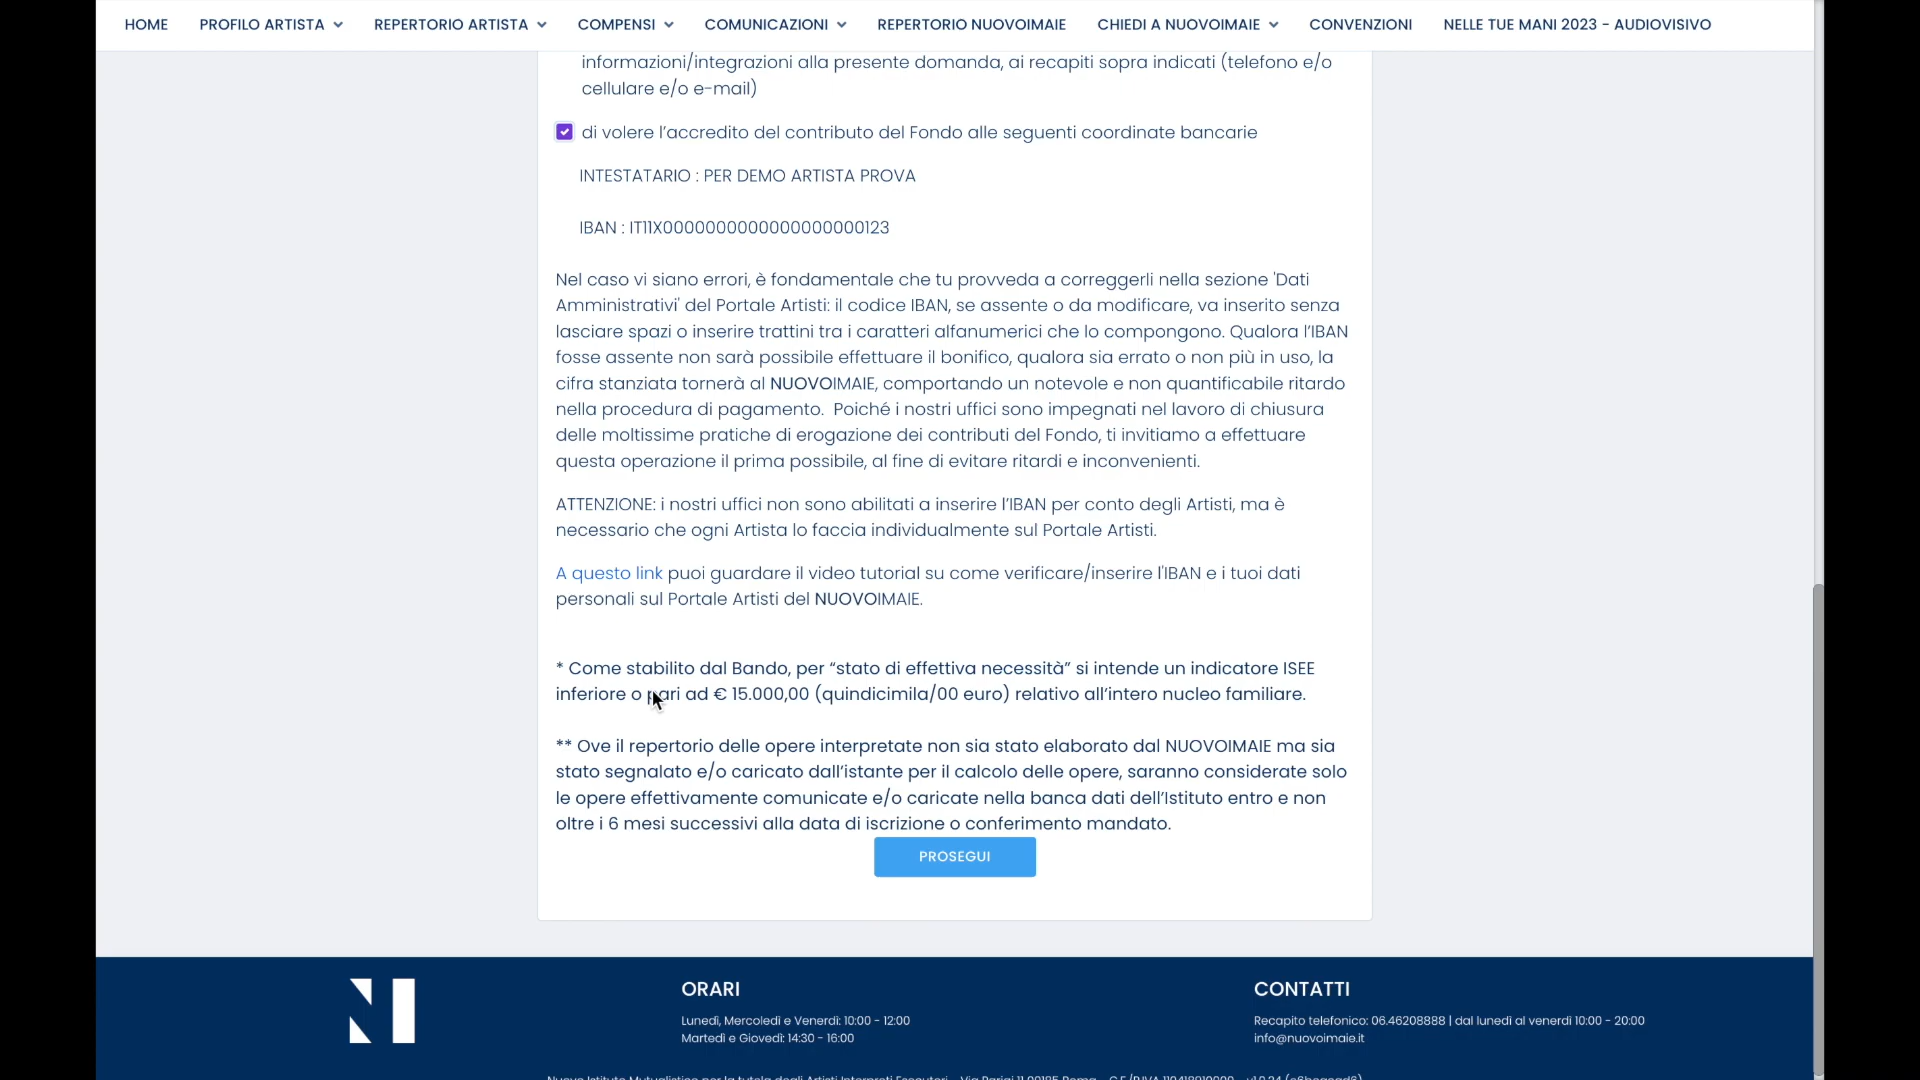 HOME PROFILO ARTISTA REPERTORIO ARTISTA COMPENSI COMUNICAZIONI REPERTORIO NUOVOIMAIE CHIEDI A NUOVOIMAIE CONVENZIONI NELLE TUE MANI 2023 - AUDIOVISIVO
informazioni/integrazioni alla presente domanda, ai recapiti sopra indicati (telefono e/o
cellulare e/o e-mail)
di volere l’accredito del contributo del Fondo alle seguenti coordinate bancarie
INTESTATARIO : PER DEMO ARTISTA PROVA
IBAN : IT11X0000000000000000000123
Nel caso vi siano errori, è fondamentale che tu provveda a correggerli nella sezione 'Dati
Amministrativi' del Portale Artisti: il codice IBAN, se assente o da modificare, va inserito senza
lasciare spazi o inserire trattini tra i caratteri alfanumerici che lo compongono. Qualora l’IBAN
fosse assente non sarà possibile effettuare il bonifico, qualora sia errato o non più in uso, la
cifra stanziata tornerà al NUOVOIMAIE, comportando un notevole e non quantificabile ritardo
nella procedura di pagamento. Poiché i nostri uffici sono impegnati nel lavoro di chiusura
delle moltissime pratiche di erogazione dei contributi del Fondo, ti invitiamo a effettuare
questa operazione il prima possibile, al fine di evitare ritardi e inconvenienti.
ATTENZIONE: i nostri uffici non sono abilitati a inserire l’IBAN per conto degli Artisti, ma è
necessario che ogni Artista lo faccia individualmente sul Portale Artisti.
A questo link puoi guardare il video tutorial su come verificare/inserire l'IBAN e i tuoi dati
personali sul Portale Artisti del NUOVOIMAIE.
* Come stabilito dal Bando, per “stato di effettiva necessità” si intende un indicatore ISEE
inferiore o pari ad € 15.000,00 (quindicimila/00 euro) relativo all’intero nucleo familiare.
** Ove il repertorio delle opere interpretate non sia stato elaborato dal NUOVOIMAIE ma sia
stato segnalato e/o caricato dall’istante per il calcolo delle opere, saranno considerate solo
le opere effettivamente comunicate e/o caricate nella banca dati dell’Istituto entro e non
oltre i 6 mesi successivi alla data di iscrizione o conferimento mandato.
PROSEGUI
ORARI
Lunedì, Mercoledì e Venerdì: 10:00 - 12:00
Martedì e Giovedì: 14:30 - 16:00
CONTATTI
Recapito telefonico: 06.46208888 | dal lunedì al venerdì 10:00 - 20:00
info@nuovoimaie.it